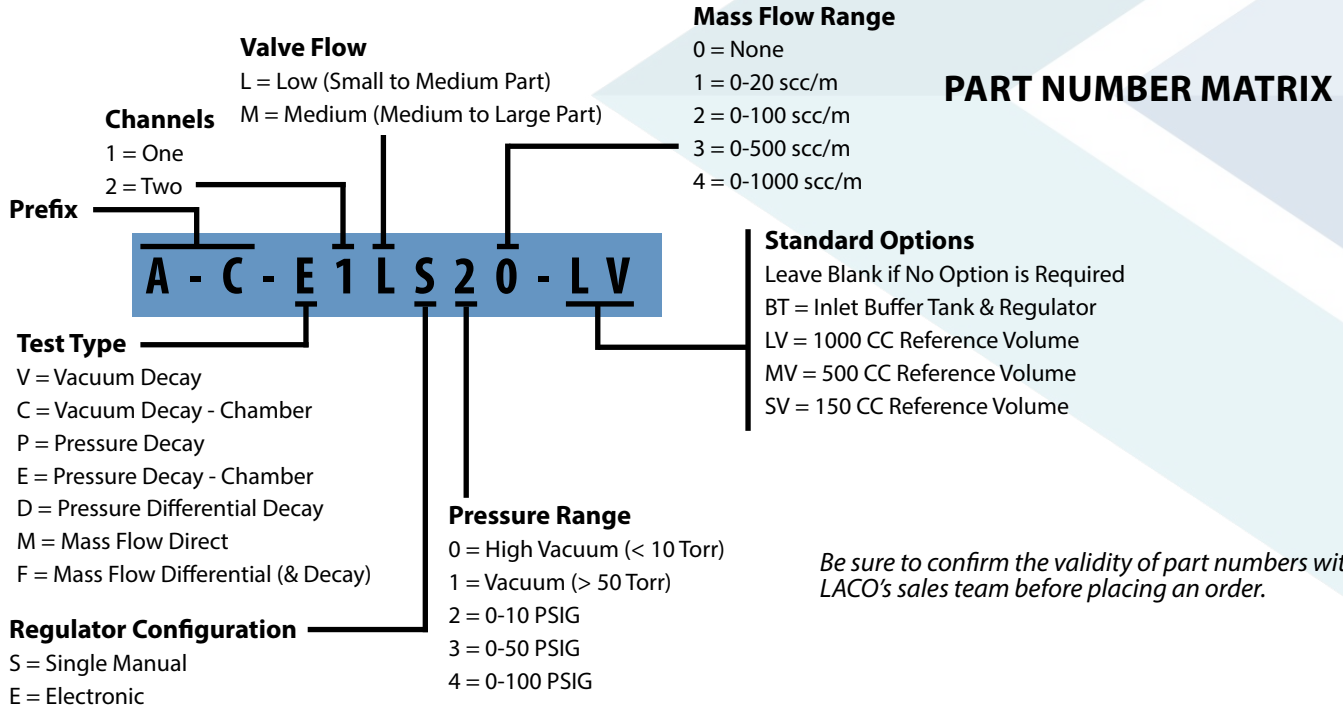 PART NUMBER MATRIX
Prefix
Channels
1 = One
2 = Two
Valve Flow
L = Low (Small to Medium Part)
M = Medium (Medium to Large Part)
Mass Flow Range
0 = None
1 = 0-20 scc/m
2 = 0-100 scc/m
3 = 0-500 scc/m
4 = 0-1000 scc/m
A - C - E 1 L S 2 0 - L V
Test Type
V = Vacuum Decay
C = Vacuum Decay - Chamber
P = Pressure Decay
E = Pressure Decay - Chamber
D = Pressure Differential Decay
M = Mass Flow Direct
F = Mass Flow Differential (& Decay)
Regulator Configuration
S = Single Manual
E = Electronic
Pressure Range
0 = High Vacuum (< 10 Torr)
1 = Vacuum (> 50 Torr)
2 = 0-10 PSIG
3 = 0-50 PSIG
4 = 0-100 PSIG
Standard Options
Leave Blank if No Option is Required
BT = Inlet Buffer Tank & Regulator
LV = 1000 CC Reference Volume
MV = 500 CC Reference Volume
SV = 150 CC Reference Volume
Be sure to confirm the validity of part numbers wit
LACO's sales team before placing an order.